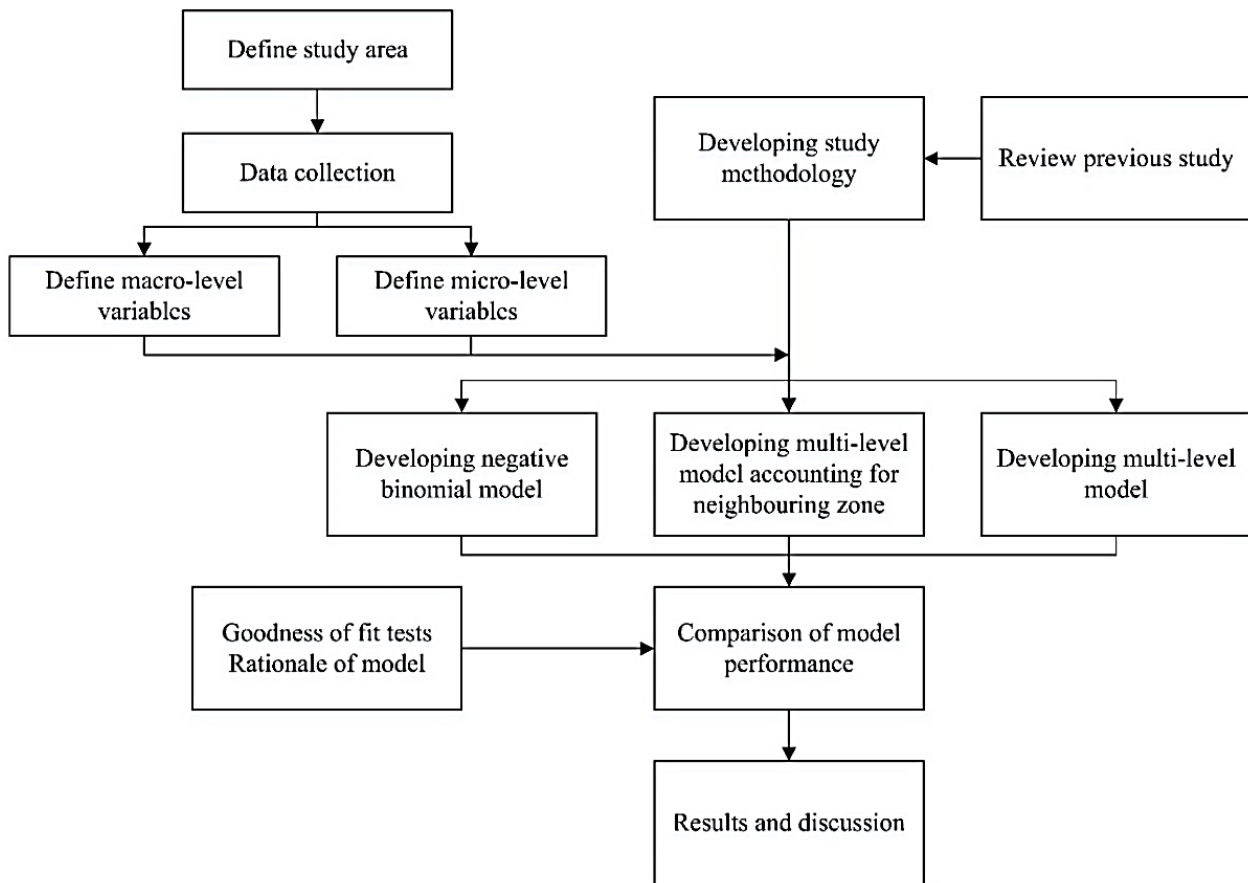 Define study area
Data collection
Define macro-level
variables
Define micro-level
variables
Developing study
methodology
Review previous study
Developing negative
binomial model
Developing multi-level
model accounting for
neighbouring zone
Developing multi-level
model
Goodness of fit tests
Rationale of model
Comparison of model
performance
Results and discussion